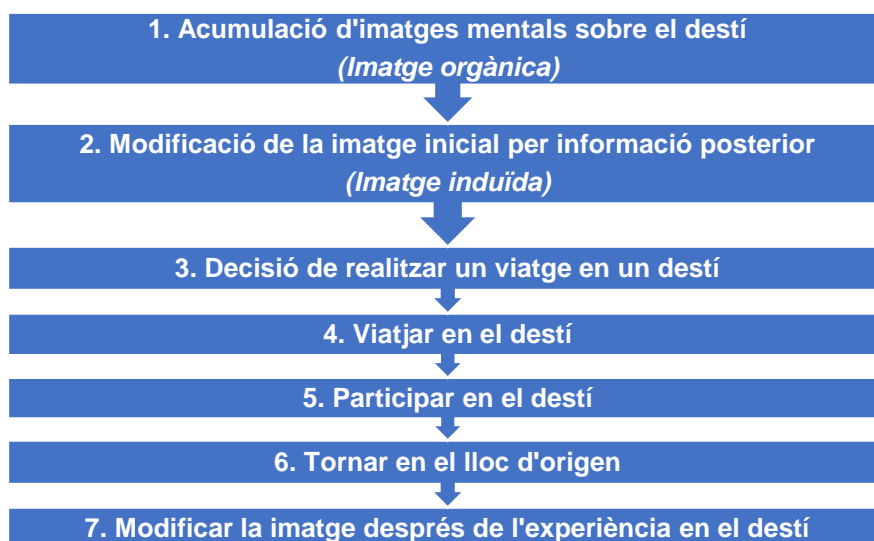 1. Acumulació d'imatges mentals sobre el destí
(Imatge orgànica)
2. Modificació de la imatge inicial per informació posterior
(Imatge induïda)
3. Decisió de realitzar un viatge en un destí
4. Viatjar en el destí
5. Participar en el destí
6. Tornar en el lloc d'origen
7. Modificar la imatge després de l'experiència en el destí